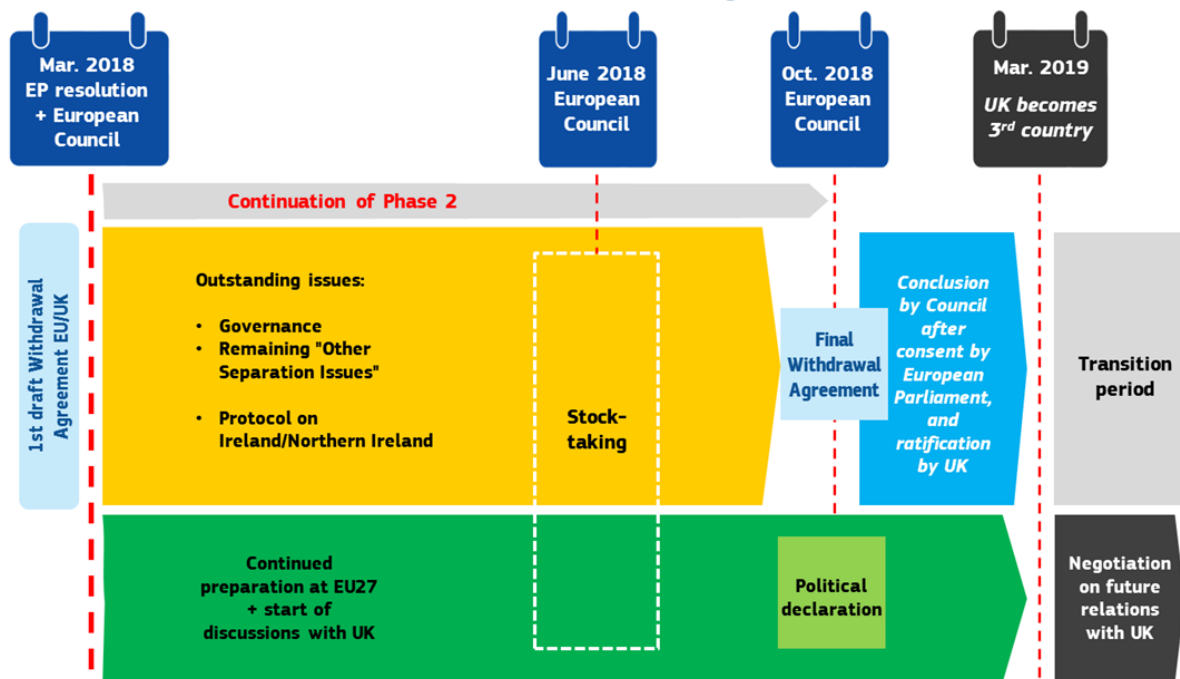 Mar. 2018
EP resolution
+ European
Council
June 2018
European
Council
Oct. 2018
European
Council
Mar. 2019
UK becomes
3rd country
Continuation of Phase 2
1st draft Withdrawal
Agreement EU/UK
Outstanding issues:
• Governance
• Remaining "Other
Separation Issues"
• Protocol on
Ireland/Northern Ireland
Stock-
taking
Final
Withdrawal
Agreement
Conclusion
by Council
after
consent by
European
Parliament,
and
ratification
by UK
Transition
period
Continued
preparation at EU27
+ start of
discussions with UK
Political
declaration
Negotiation
on future
relations
with UK